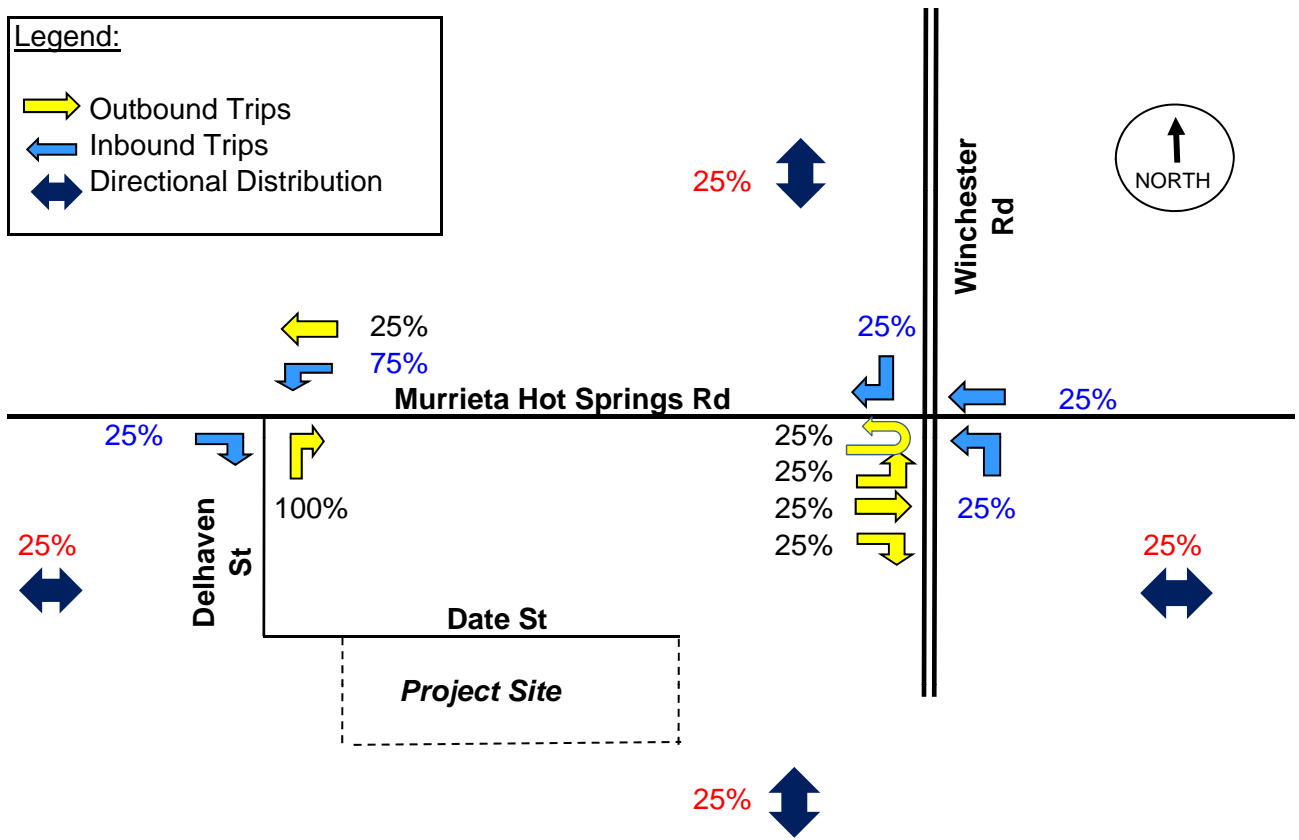 Legend:
Outbound Trips
Inbound Trips
Directional Distribution
25%
Winchester
Rd
NORTH
25%
75%
25%
Murrieta Hot Springs Rd
25%
25%
100%
25%
25%
25%
25%
25%
Delhaven
St
25%
25%
Date St
Project Site
25%